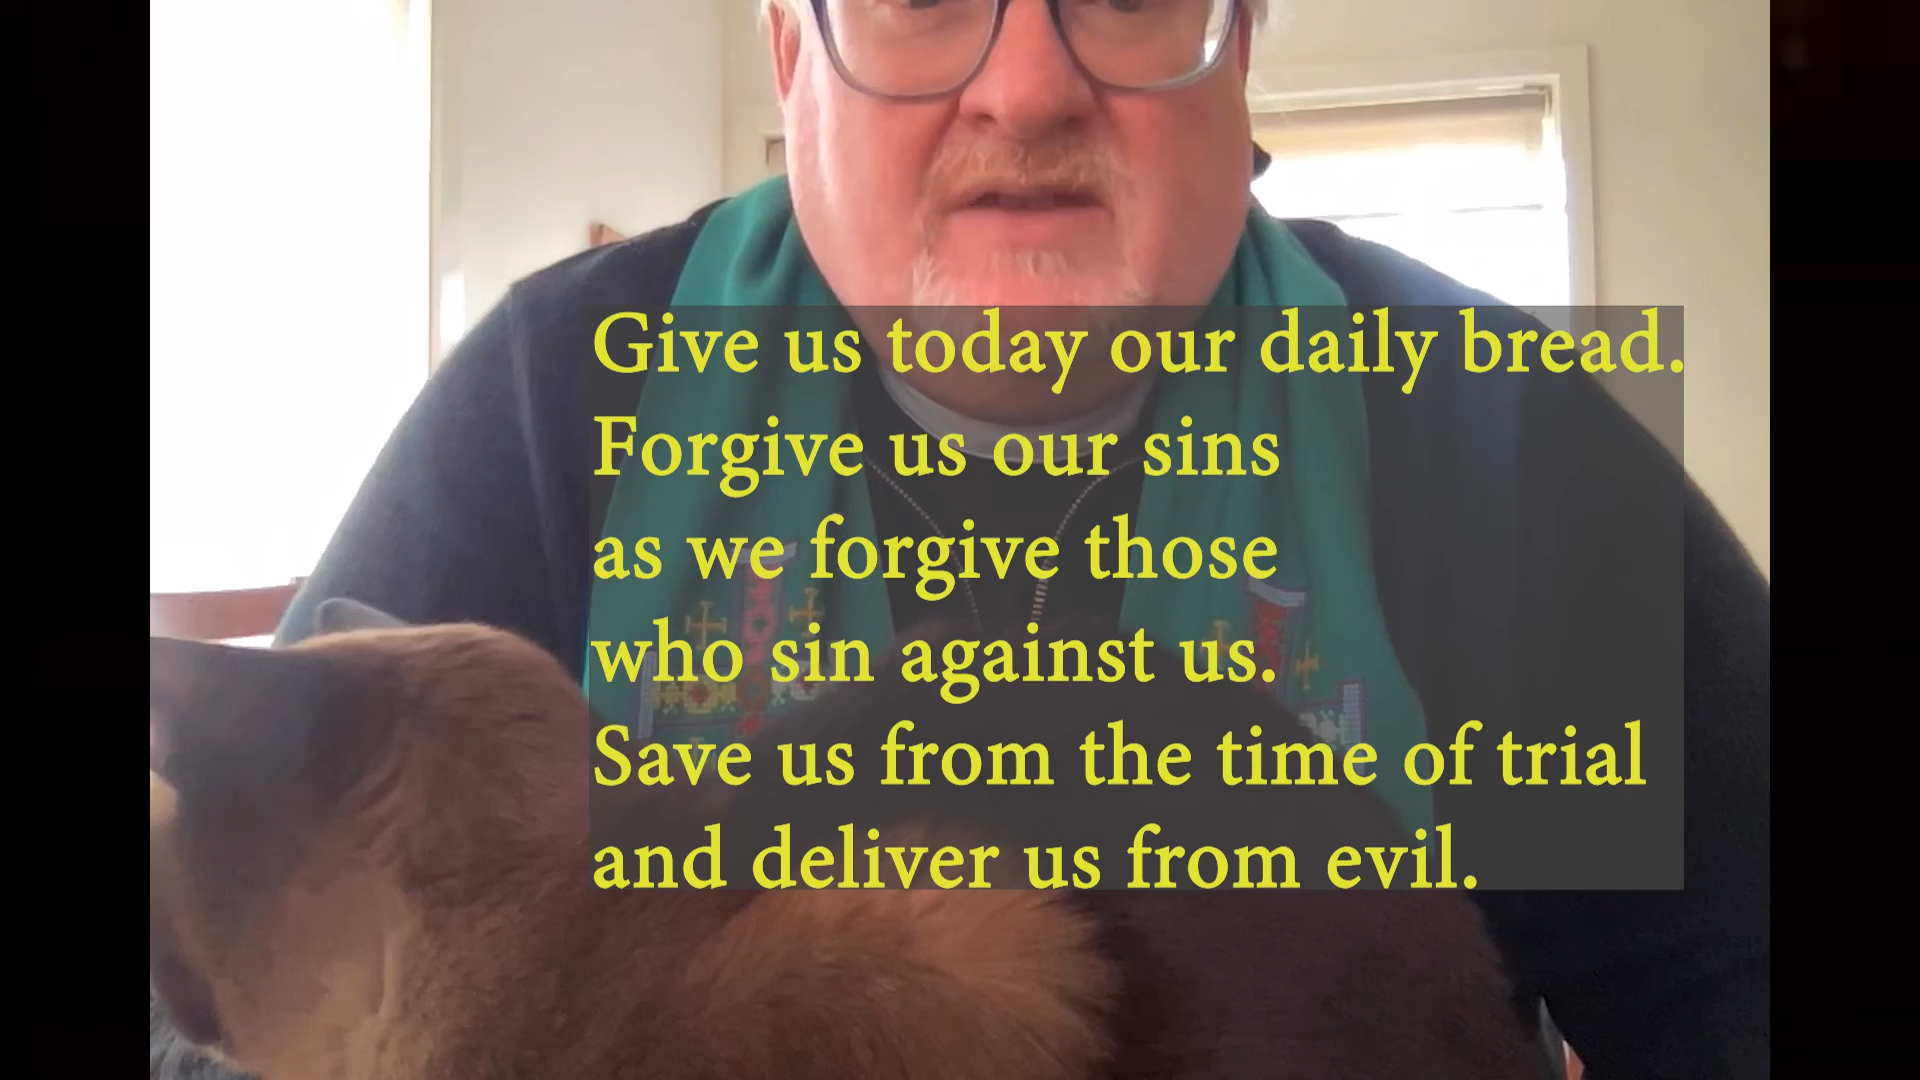 Give us today our daily bread.
Forgive us our sins
as we forgive those
who sin against us.
Save us from the time of trial
and deliver us from evil.